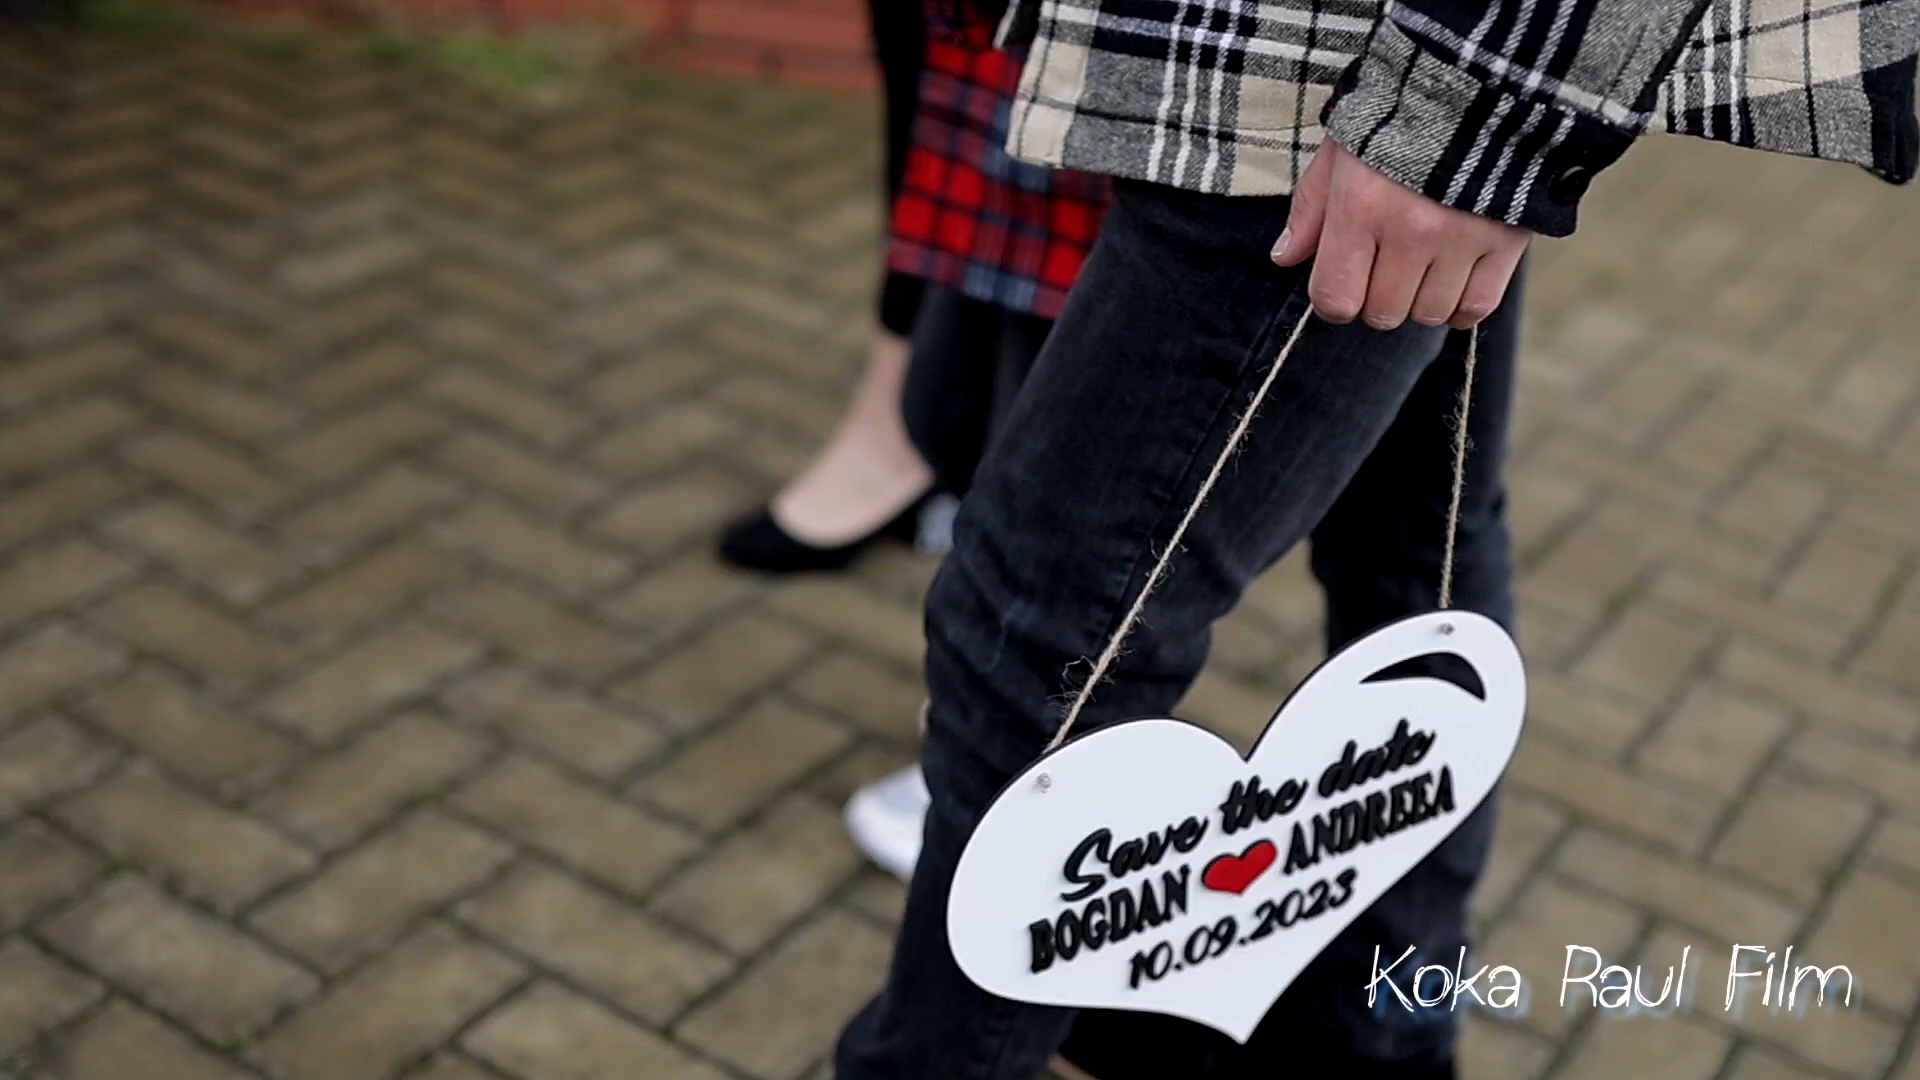 Save the date
BOGDAN ANDREEA
10.09.2023
Koka Raul Film